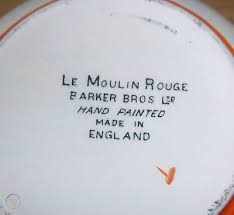 LE MOULIN ROUGE
BARKER BROS LTD
HAND PAINTED
MADE IN
ENGLAND